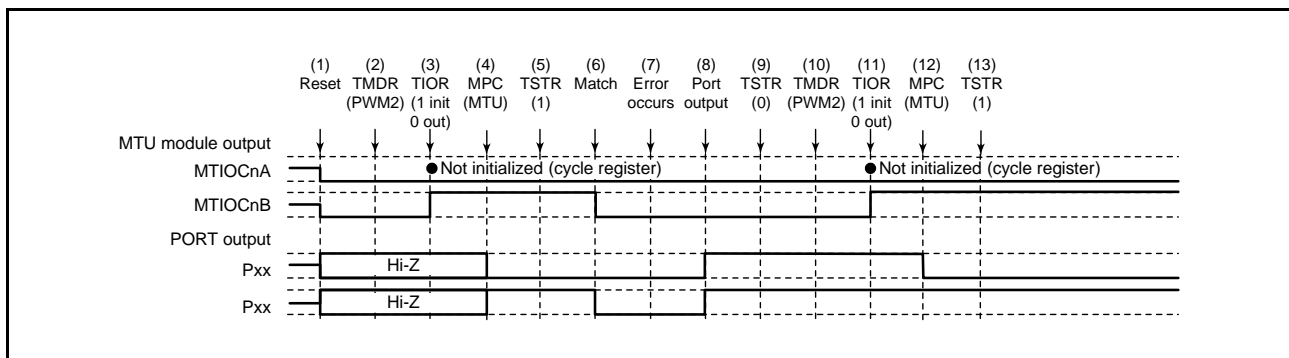 (1) (2) (3) (4) (5) (6) (7) (8) (9) (10) (11) (12) (13)
Reset TMDR TIOR MPC TSTR Match Error Port TSTR TMDR TIOR MPC TSTR
(PWM2) (1 init (MTU) (1) occurs output (0) (PWM2) (1 init (MTU) (1)
0 out) 0 out)
MTU module output
MTIOCnA ● Not initialized (cycle register) ● Not initialized (cycle register)
MTIOCnB
PORT output
Pxx Hi-Z
Pxx Hi-Z